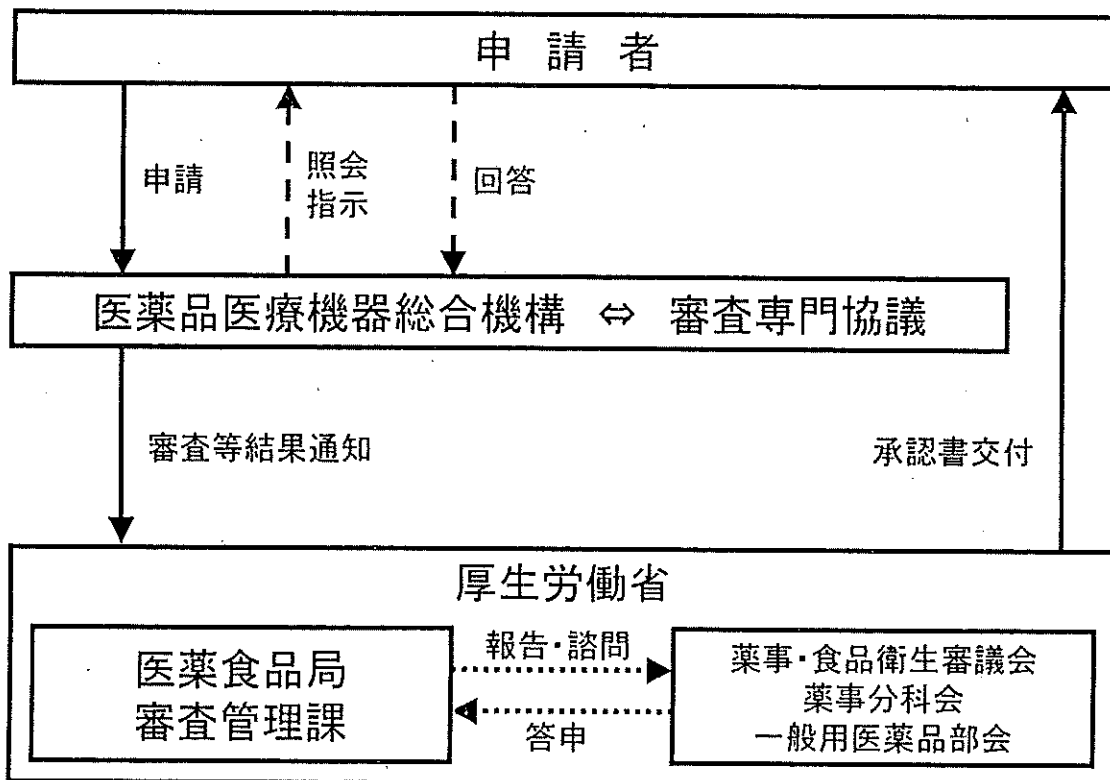 申請者
申請
照会
指示
回答
医薬品医療機器総合機構 ⇔ 審査専門協議
審査等結果通知
承認書交付
厚生労働省
医薬食品局
審査管理課
報告・諮問
答申
薬事・食品衛生審議会
薬事分科会
一般用医薬品部会